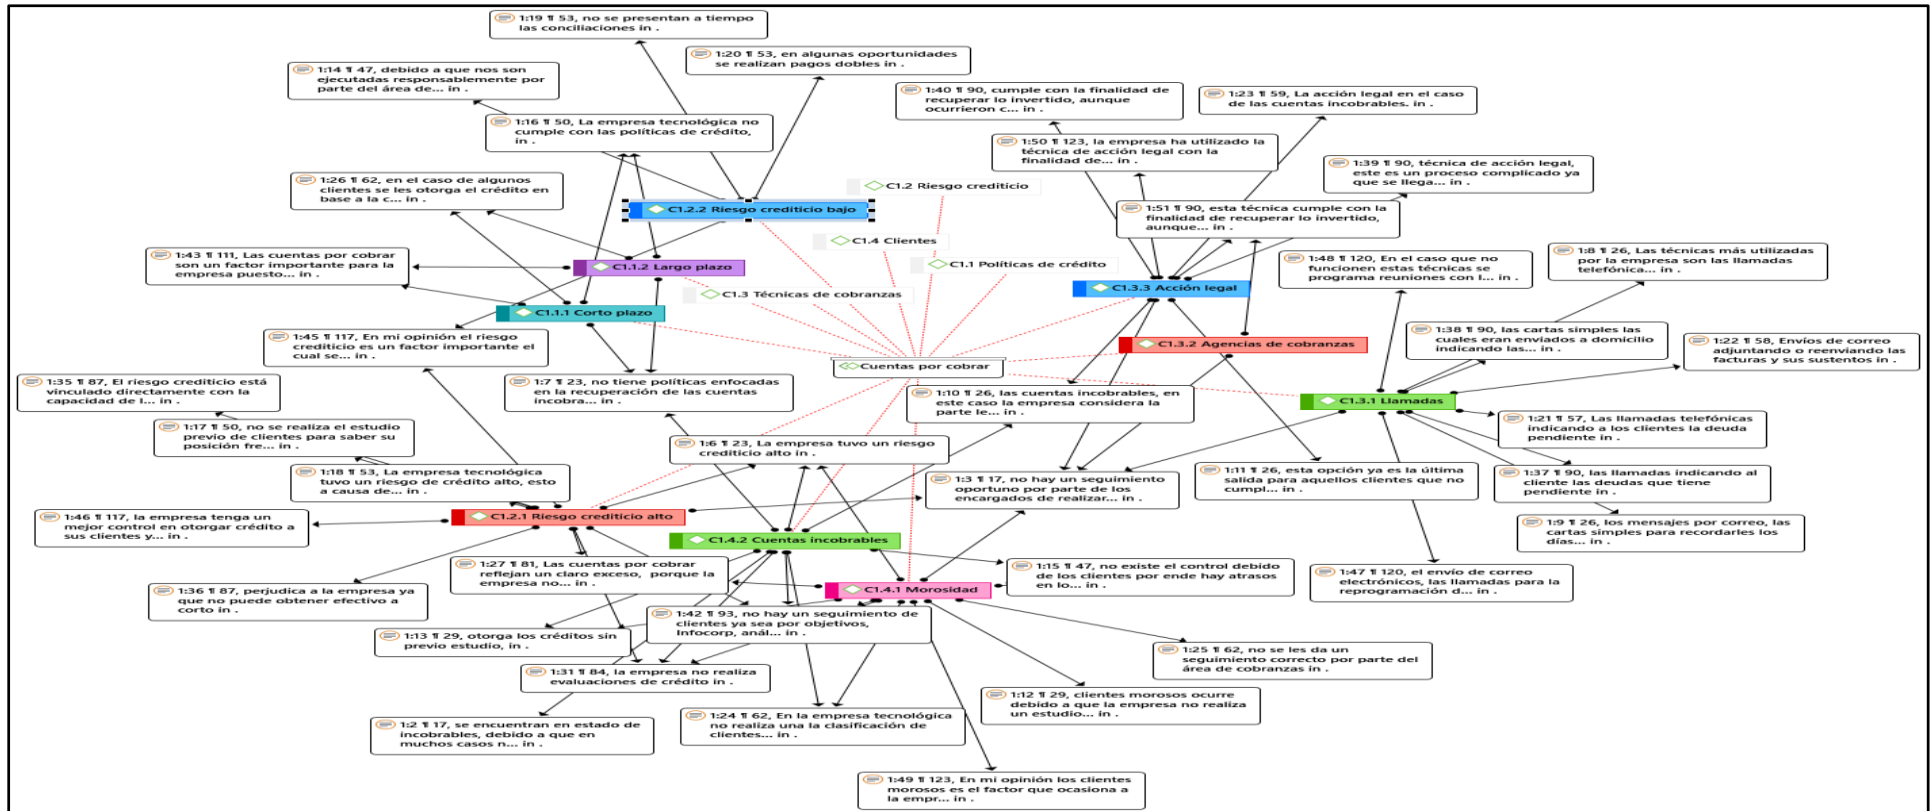 1:19 ¶ 53, no se presentan a tiempo
las conciliaciones in .
1:20 ¶ 53, en algunas oportunidades
se realizan pagos dobles in .
1:14 ¶ 47, debido a que nos son
ejecutadas responsablemente por
parte del área de... in .
1:40 ¶ 90, cumple con la finalidad de
recuperar lo invertido, aunque
ocurrieron c... in .
1:23 ¶ 59, La acción legal en el caso
de las cuentas incobrables. in .
1:16 ¶ 50, La empresa tecnológica no
cumple con las políticas de crédito,
in .
1:50 ¶ 123, la empresa ha utilizado la
técnica de acción legal con la
finalidad de... in .
1:39 ¶ 90, técnica de acción legal,
este es un proceso complicado ya
que se llega... in .
1:26 ¶ 62, en el caso de algunos
clientes se les otorga el crédito en
base a la c... in .
C1.2 Riesgo crediticio
C1.2.2 Riesgo crediticio bajo
1:51 ¶ 90, esta técnica cumple con la
finalidad de recuperar lo invertido,
aunque... in .
C1.4 Clientes
1:43 ¶ 111, Las cuentas por cobrar
son un factor importante para la
empresa puesto... in .
C1.1.2 Largo plazo
C1.1 Políticas de crédito
1:48 ¶ 120, En el caso que no
funcionen estas técnicas se
programa reuniones con l... in .
1:8 ¶ 26, Las técnicas más utilizadas
por la empresa son las llamadas
telefónica... in .
C1.3 Técnicas de cobranzas
C1.3.3 Acción legal
C1.1.1 Corto plazo
1:45 ¶ 117, En mi opinión el riesgo
crediticio es un factor importante el
cual se... in .
C1.3.2 Agencias de cobranzas
1:38 ¶ 90, las cartas simples las
cuales eran enviados a domicilio
indicando las... in .
1:22 ¶ 58, Envíos de correo
adjuntando o reenviando las
facturas y sus sustentos in .
Cuentas por cobrar
1:35 ¶ 87, El riesgo crediticio está
vinculado directamente con la
capacidad de l... in .
1:7 ¶ 23, no tiene políticas enfocadas
en la recuperación de las cuentas
incobra... in .
1:10 ¶ 26, las cuentas incobrables, en
este caso la empresa considera la
parte le... in .
C1.3.1 Llamadas
1:17 ¶ 50, no se realiza el estudio
previo de clientes para saber su
posición fre... in .
1:6 ¶ 23, La empresa tuvo un riesgo
crediticio alto in .
1:21 ¶ 57, Las llamadas telefónicas
indicando a los clientes la deuda
pendiente in .
1:18 ¶ 53, La empresa tecnológica
tuvo un riesgo de crédito alto, esto
a causa de... in .
1:3 ¶ 17, no hay un seguimiento
oportuno por parte de los
encargados de realizar... in .
1:11 ¶ 26, esta opción ya es la última
salida para aquellos clientes que no
cumpl... in .
1:37 ¶ 90, las llamadas indicando al
cliente las deudas que tiene
pendiente in .
1:46 ¶ 117, la empresa tenga un
mejor control en otorgar crédito a
sus clientes y... in .
C1.2.1 Riesgo crediticio alto
C1.4.2 Cuentas incobrables
1:9 ¶ 26, los mensajes por correo, las
cartas simples para recordarles los
días... in .
1:27 ¶ 81, Las cuentas por cobrar
reflejan un claro exceso, porque la
empresa no... in .
1:15 ¶ 47, no existe el control debido
de los clientes por ende hay atrasos
en lo... in .
1:47 ¶ 120, el envío de correo
electrónicos, las llamadas para la
reprogramación d... in .
1:36 ¶ 87, perjudica a la empresa ya
que no puede obtener efectivo a
corto in .
C1.4.1 Morosidad
1:42 ¶ 93, no hay un seguimiento de
clientes ya sea por objetivos,
Infocorp, anál... in .
1:13 ¶ 29, otorga los créditos sin
previo estudio, in .
1:25 ¶ 62, no se les da un
seguimiento correcto por parte del
área de cobranzas in .
1:31 ¶ 84, la empresa no realiza
evaluaciones de crédito in .
1:12 ¶ 29, clientes morosos ocurre
debido a que la empresa no realiza
un estudio... in .
1:2 ¶ 17, se encuentran en estado de
incobrables, debido a que en
muchos casos n... in .
1:24 ¶ 62, En la empresa tecnológica
no realiza una la clasificación de
clientes... in .
1:49 ¶ 123, En mi opinión los clientes
morosos es el factor que ocasiona a
la empr... in .